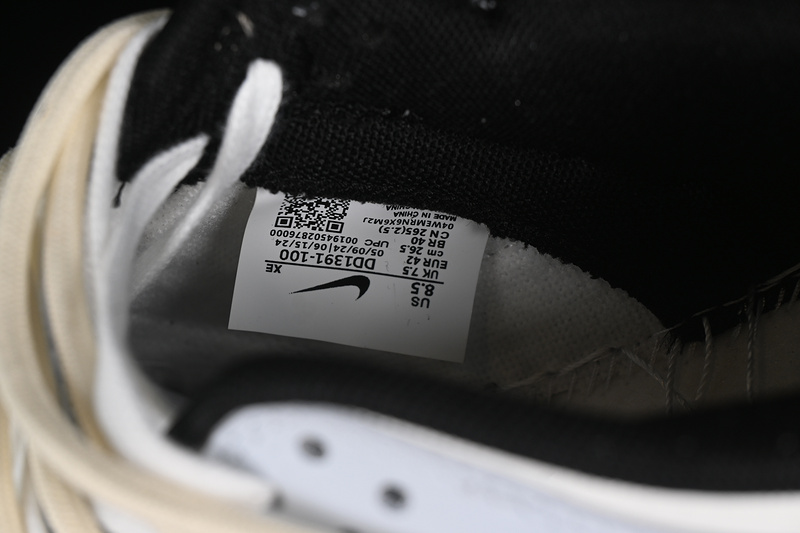 US
8.5
UK 7.5
EUR 42
cm 26.5
BR 40
CN 265(2.5)
XE
DD1391-100
05/09/24|06/15/24
UPC 00194502876000
04WEMRN6X6M2J
MADE IN CHINA